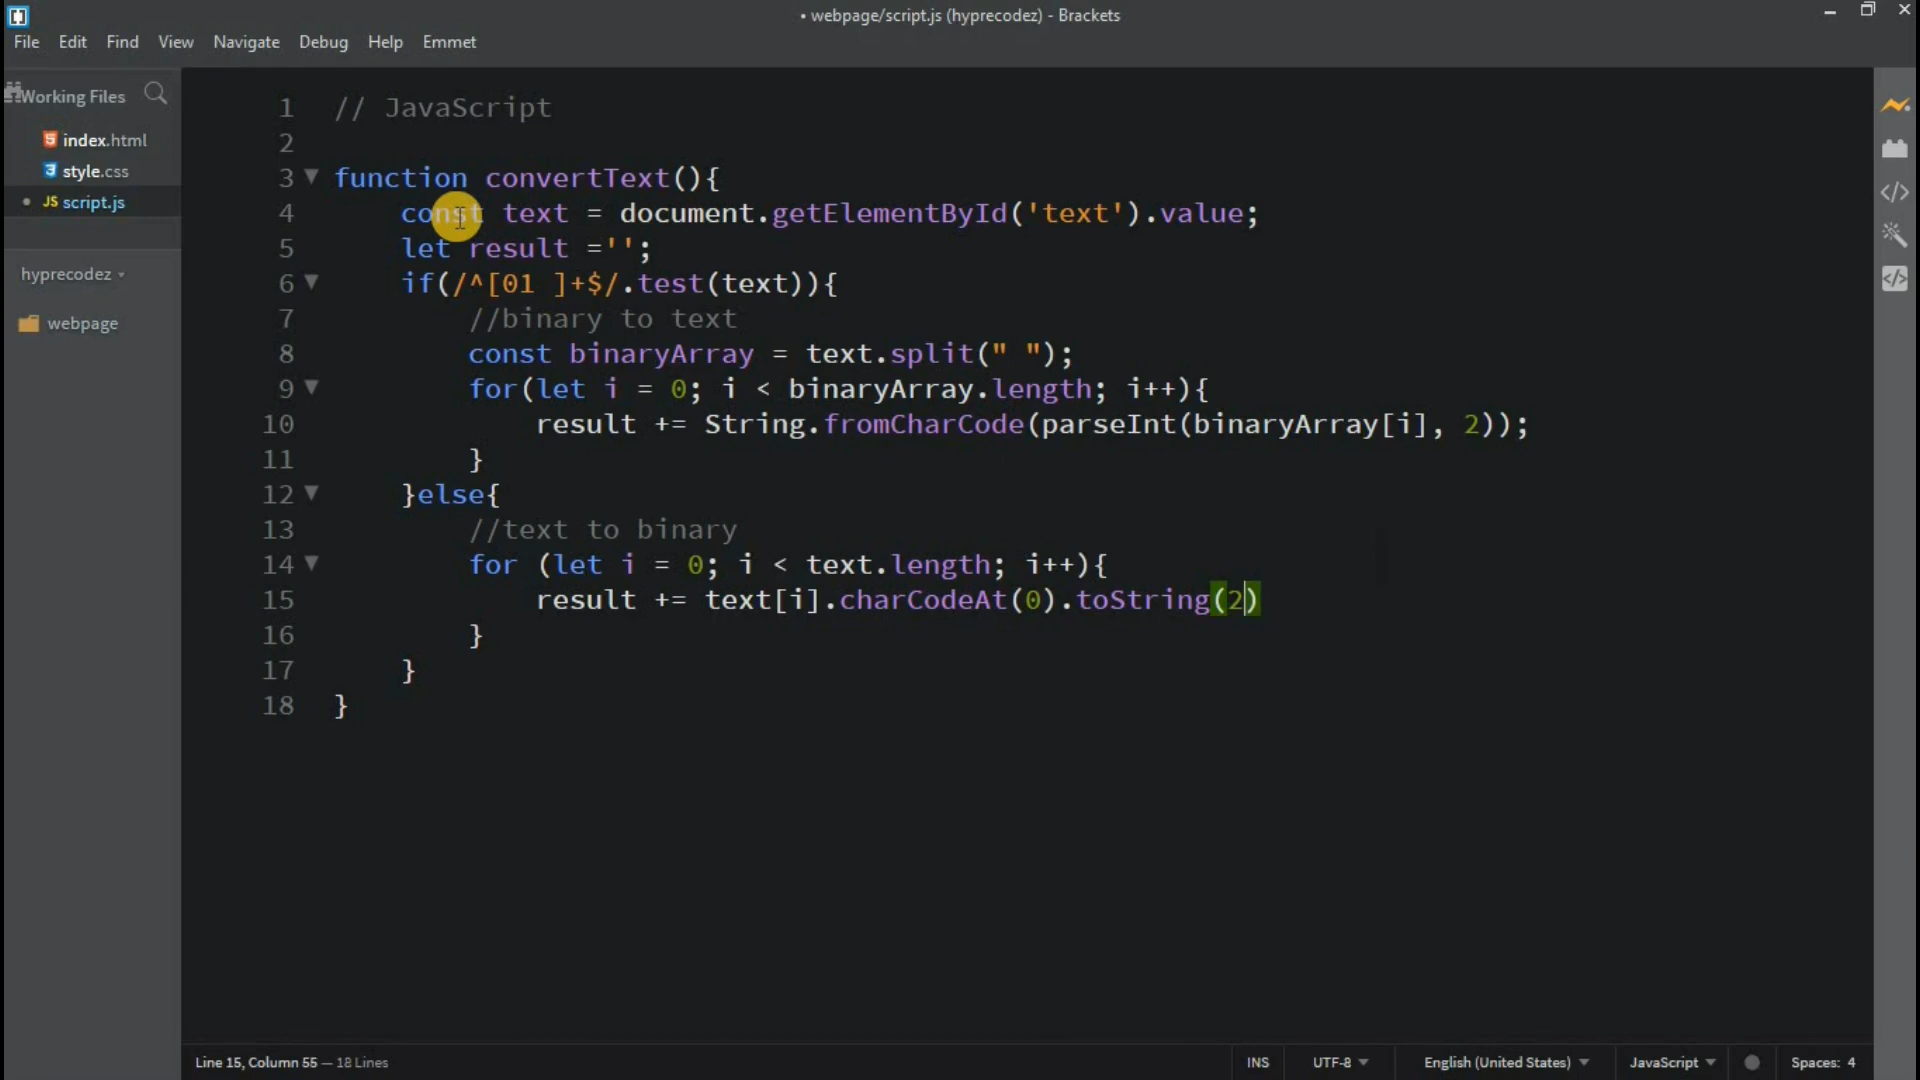 • webpage/script.js (hyprecodez) - Brackets
File Edit Find View Navigate Debug Help Emmet
Working Files
index.html
style.css
• JS script.js
hyprecodez
webpage
1 // JavaScript
2
3 function convertText(){
4     const text = document.getElementById('text').value;
5     let result ='';
6     if(/^[01 ]+$/.test(text)){
7         //binary to text
8         const binaryArray = text.split(" ");
9         for(let i = 0; i < binaryArray.length; i++){
10             result += String.fromCharCode(parseInt(binaryArray[i], 2));
11         }
12     }else{
13         //text to binary
14         for (let i = 0; i < text.length; i++){
15             result += text[i].charCodeAt(0).toString(2)
16         }
17     }
18 }
Line 15, Column 55 — 18 Lines INS UTF-8 English (United States) JavaScript Spaces: 4